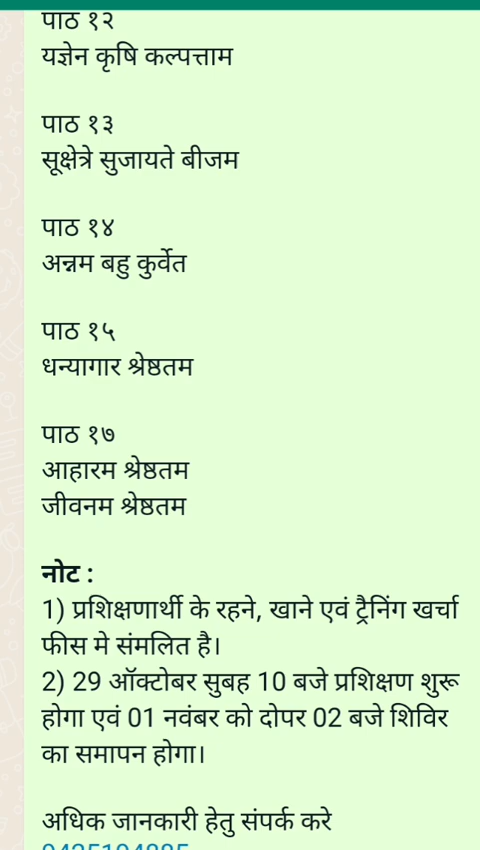 पाठ १२
यज्ञेन कृषि कल्पत्ताम
पाठ १३
सूक्षेत्रे सुजायते बीजम
पाठ १४
अन्नम बहु कुर्वेत
पाठ १५
धन्यागार श्रेष्ठतम
पाठ १७
आहारम श्रेष्ठतम
जीवनम श्रेष्ठतम
नोट :
1) प्रशिक्षणार्थी के रहने, खाने एवं ट्रैनिंग खर्चा
फीस मे संमलित है।
2) 29 ऑक्टोबर सुबह 10 बजे प्रशिक्षण शुरू
होगा एवं 01 नवंबर को दोपर 02 बजे शिविर
का समापन होगा।
अधिक जानकारी हेतु संपर्क करे